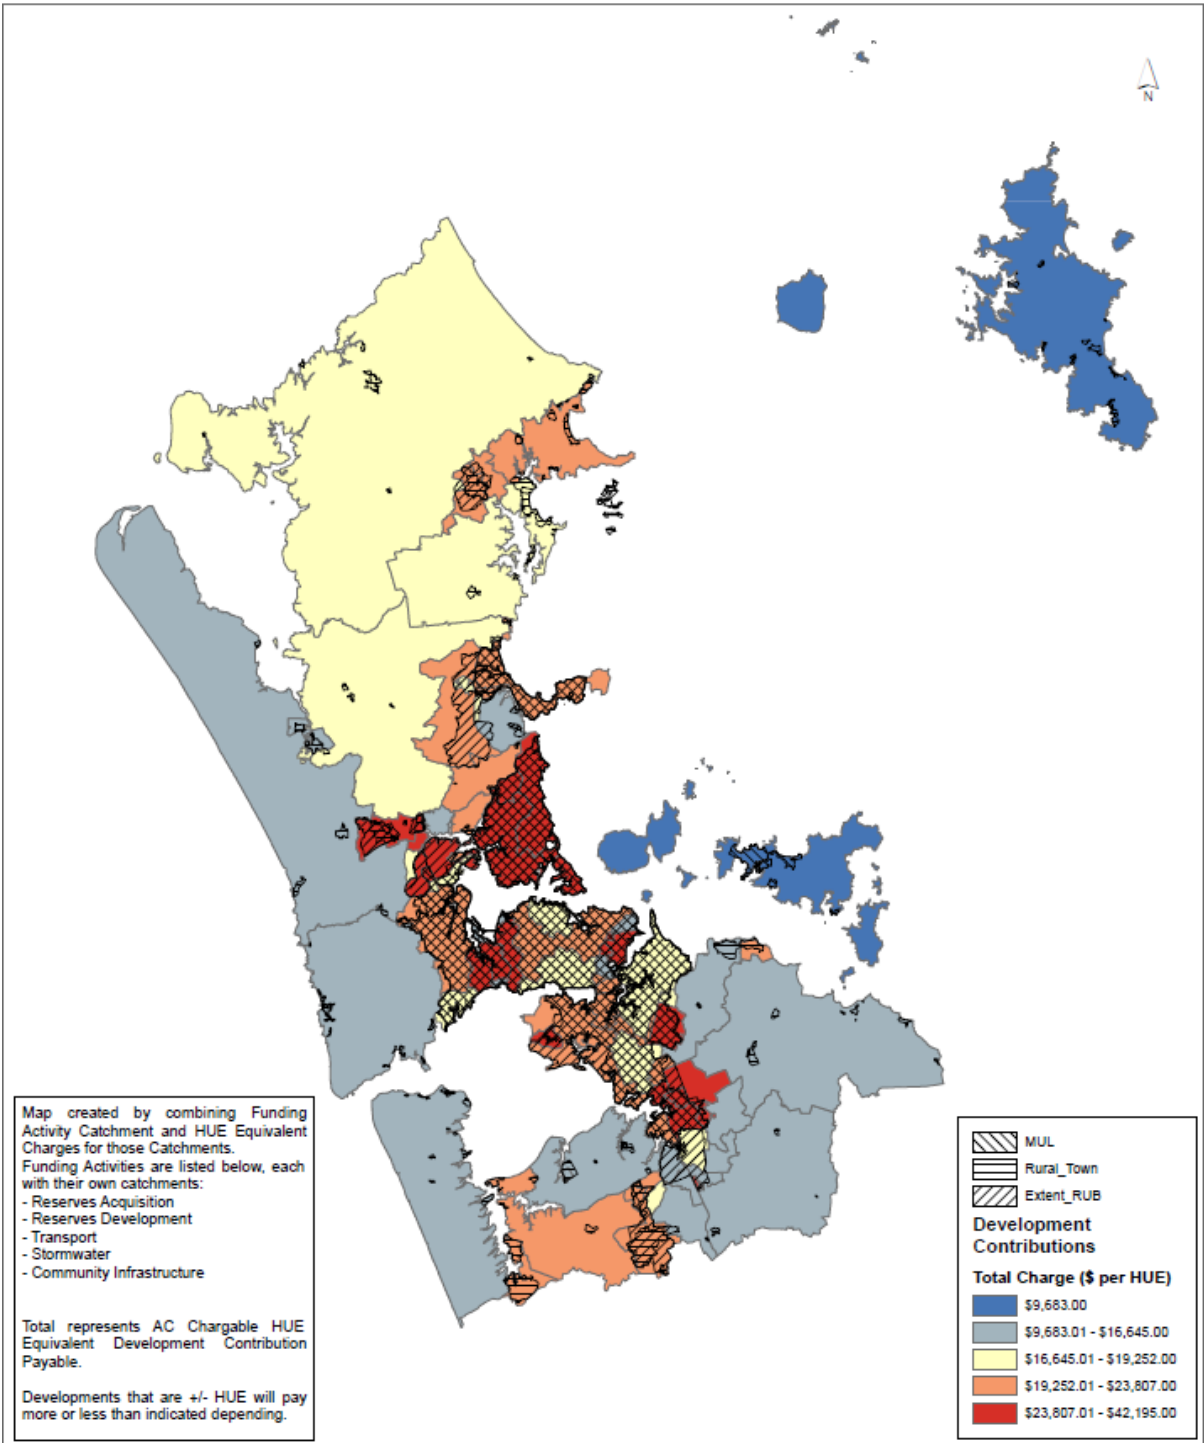 N
Map created by combining Funding
Activity Catchment and HUE Equivalent
Charges for those Catchments.
Funding Activities are listed below, each
with their own catchments:
- Reserves Acquisition
- Reserves Development
- Transport
- Stormwater
- Community Infrastructure
Total represents AC Chargable HUE
Equivalent Development Contribution
Payable.
Developments that are +/- HUE will pay
more or less than indicated depending.
MUL
Rural_Town
Extent_RUB
Development
Contributions
Total Charge ($ per HUE)
$9,683.00
$9,683.01 - $16,645.00
$16,645.01 - $19,252.00
$19,252.01 - $23,807.00
$23,807.01 - $42,195.00